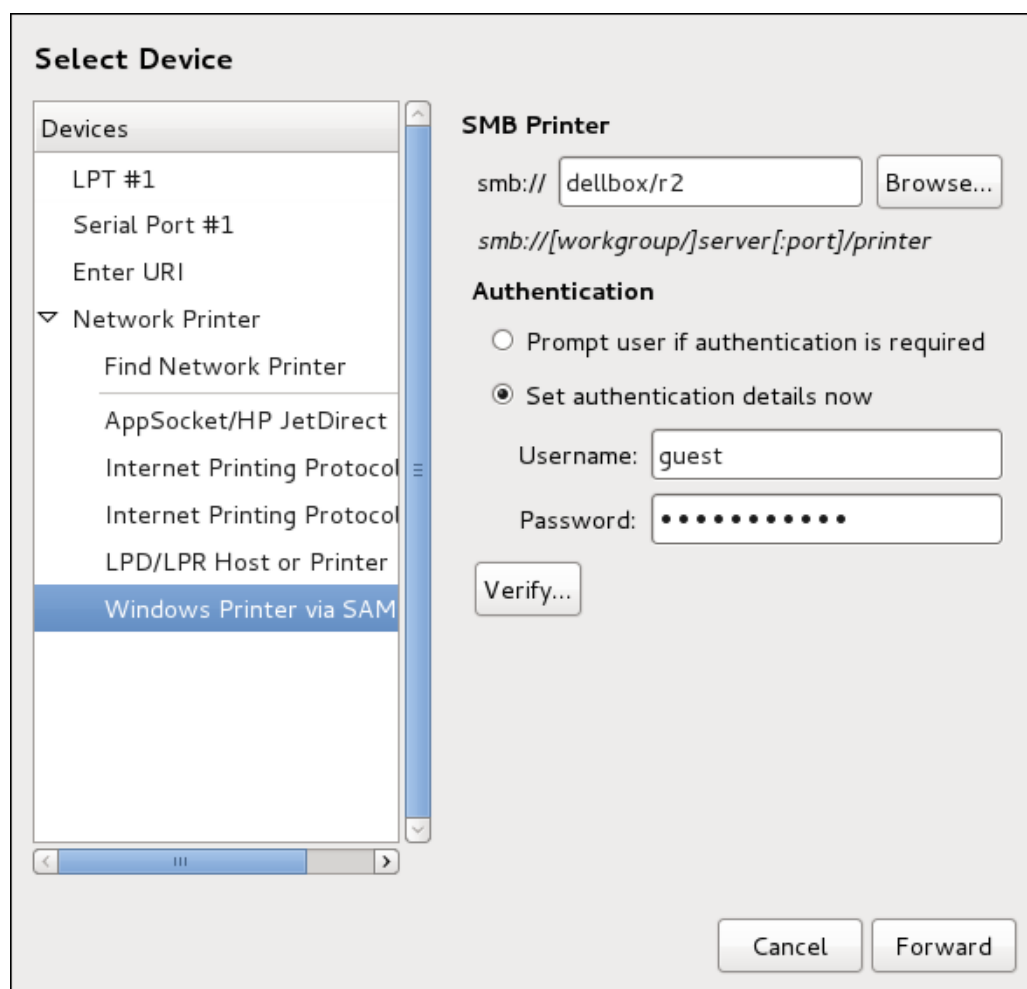 Select Device
Devices
LPT #1
Serial Port #1
Enter URI
Network Printer
Find Network Printer
AppSocket/HP JetDirect
Internet Printing Protocol
Internet Printing Protocol
LPD/LPR Host or Printer
Windows Printer via SAM
SMB Printer
smb:// dellbox/r2 Browse...
smb://[workgroup/]server[:port]/printer
Authentication
Prompt user if authentication is required
Set authentication details now
Username: guest
Password: •••••••••••
Verify...
Cancel Forward